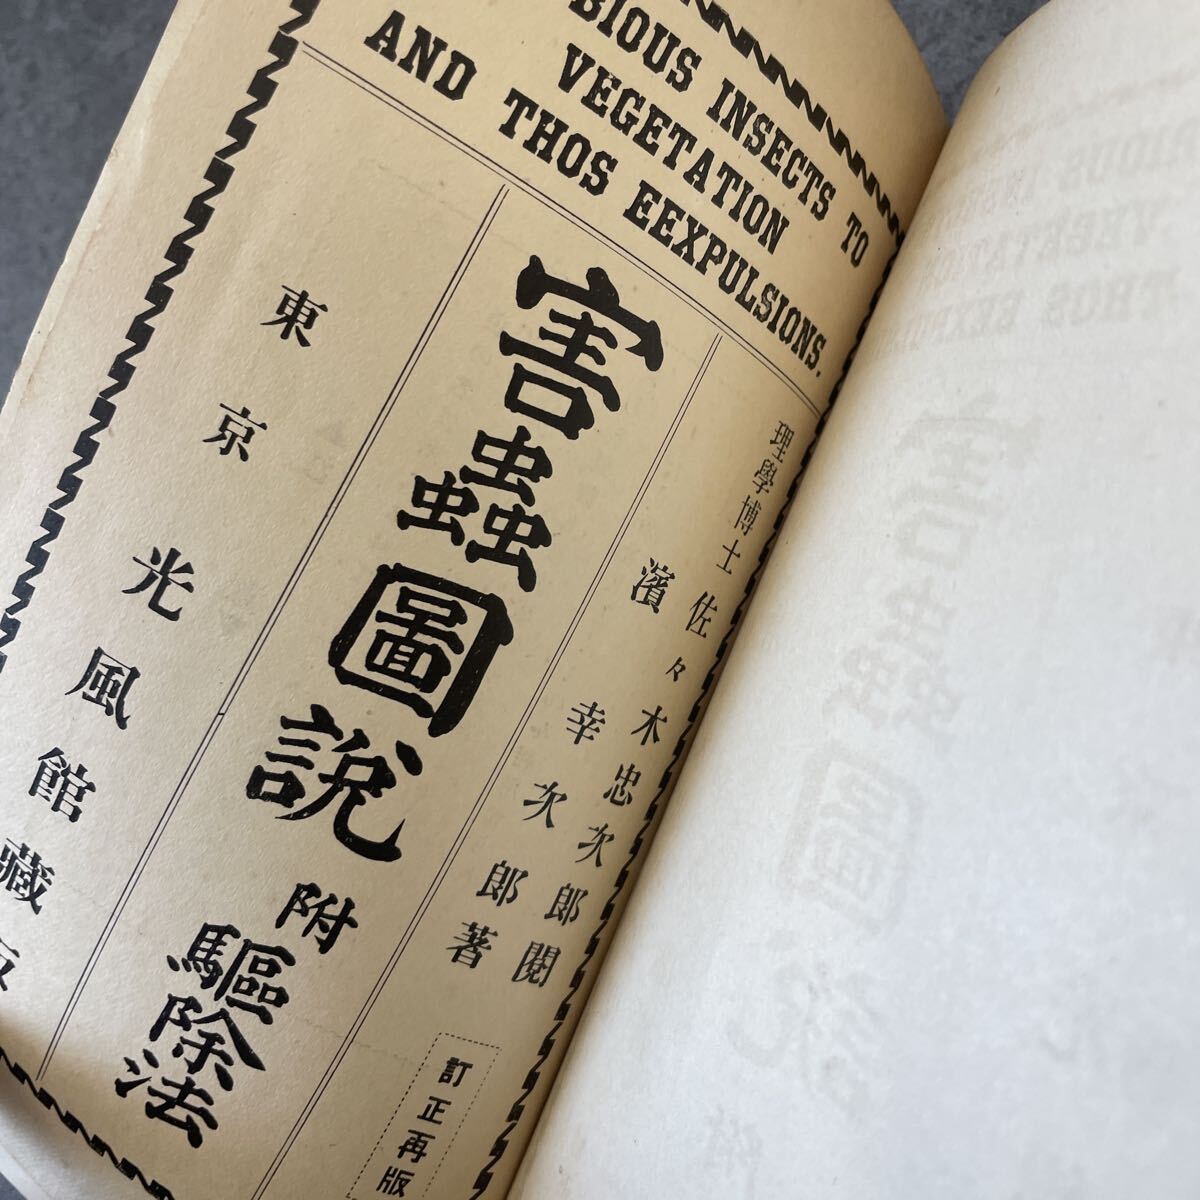 BIOUS INSECTS TO
VEGETATION
AND THOS EEXPULSIONS.
理學博士 佐々木忠次郎閱
濱幸次郎著
訂正再版
害蟲圖說
附驅除法
東京 光風館藏版